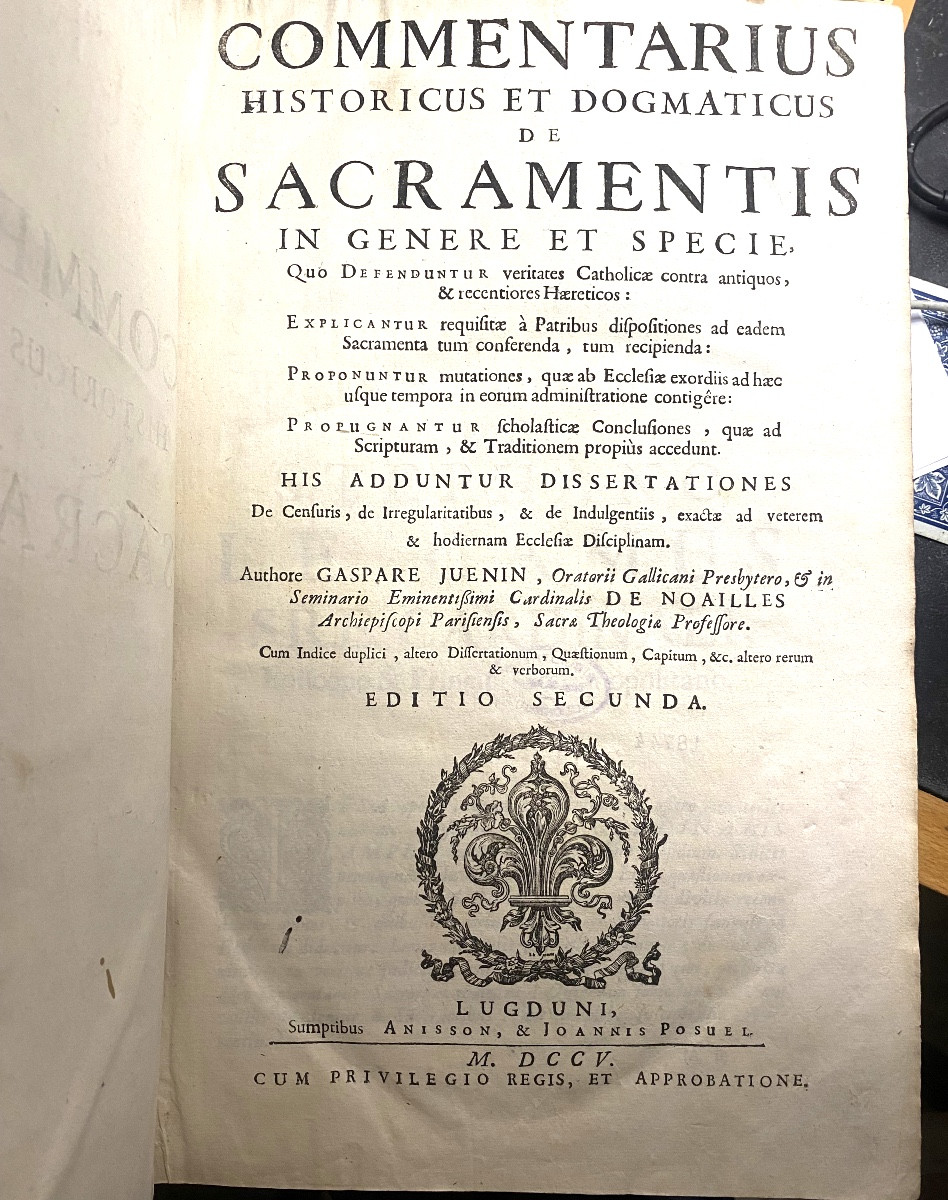 COMMENTARIUS
HISTORICUS ET DOGMATICUS
DE
SACRAMENTIS
IN GENERE ET SPECIE,
Quo DEFENDUNTUR veritates Catholicæ contra antiquos,
& recentiores Hæreticos :
EXPLICANTUR requiſitæ à Patribus diſpoſitiones ad eadem
Sacramenta tum conferenda , tum recipienda :
PROPONUNTUR mutationes , quæ ab Eccleſiæ exordiis ad hæc
uſque tempora in eorum adminiſtratione contigêre:
PROPUGNANTUR ſcholaſticæ Concluſiones , quæ ad
Scripturam , & Traditionem propiùs accedunt.
HIS ADDUNTUR DISSERTATIONES
De Cenſuris , de Irregularitatibus , & de Indulgentiis , exactæ ad veterem
& hodiernam Eccleſiæ Diſciplinam.
Authore GASPARE JUENIN , Oratorii Gallicani Presbytero, & in
Seminario Eminentiſſimi Cardinalis DE NOAILLES
Archiepiſcopi Pariſienſis , Sacræ Theologiæ Profeſſore.
Cum Indice duplici , altero Diſſertationum , Quæſtionum , Capitum , &c. altero rerum
& verborum.
EDITIO SECUNDA.
LUGDUNI,
Sumptibus ANISSON, & JOANNIS POSUEL.
M. DCCV.
CUM PRIVILEGIO REGIS, ET APPROBATIONE.